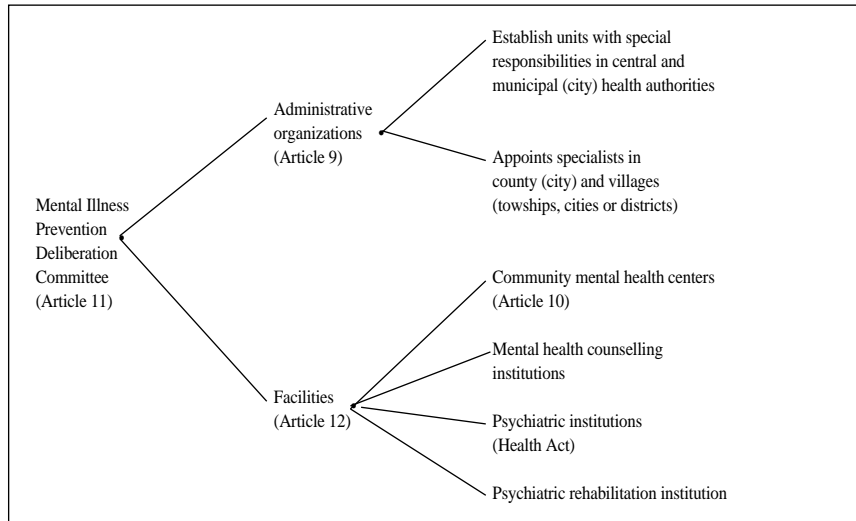 Establish units with special
responsibilities in central and
municipal (city) health authorities
Administrative
organizations
(Article 9)
Appoints specialists in
county (city) and villages
(towships, cities or districts)
Mental Illness
Prevention
Deliberation
Committee
(Article 11)
Community mental health centers
(Article 10)
Mental health counselling
institutions
Facilities
(Article 12)
Psychiatric institutions
(Health Act)
Psychiatric rehabilitation institution